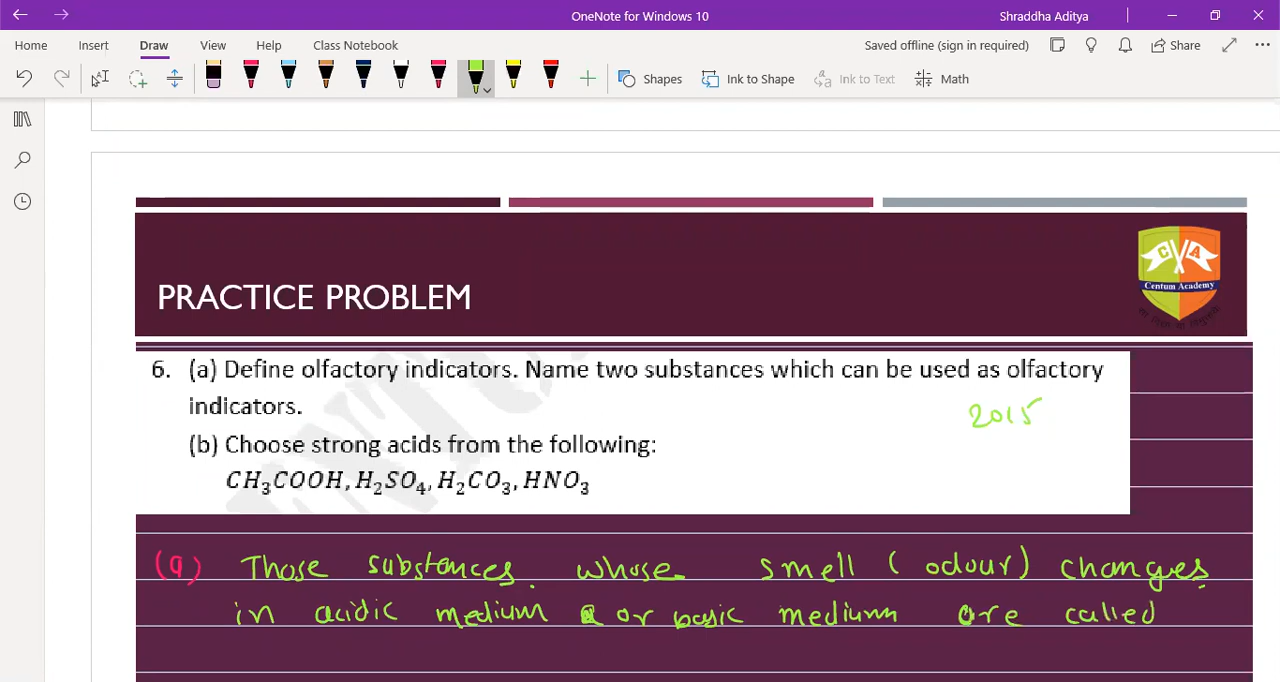 OneNote for Windows 10
Shraddha Aditya
Home Insert Draw View Help Class Notebook
Saved offline (sign in required) Share
Shapes Ink to Shape Ink to Text Math
PRACTICE PROBLEM
C A
Centum Academy
6. (a) Define olfactory indicators. Name two substances which can be used as olfactory
indicators.
2015
(b) Choose strong acids from the following:
CH₃COOH, H₂SO₄, H₂CO₃, HNO₃
(a) Those substances whose smell (odour) changes
in acidic medium or basic medium are called